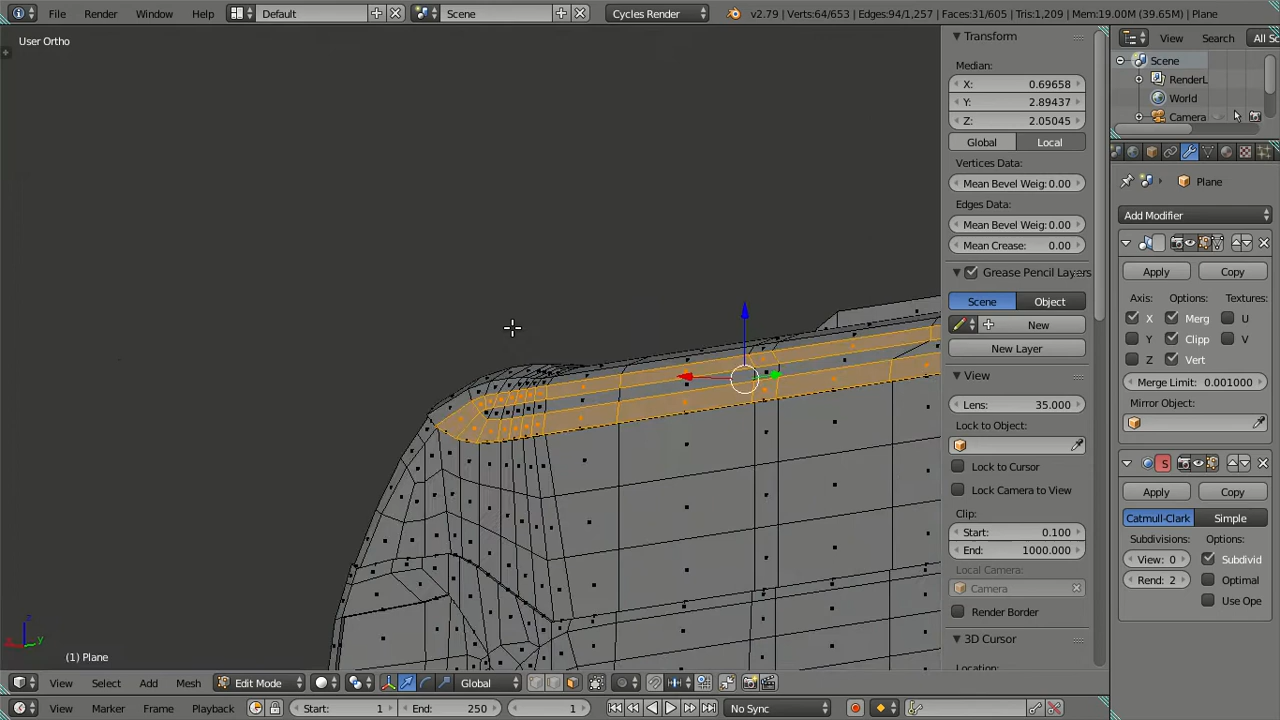 File Render Window Help Default Scene Cycles Render v2.79 | Verts:64/653 | Edges:94/1,257 | Faces:31/605 | Tris:1,209 | Mem:19.00M (39.65M) | Plane
User Ortho
Transform
View Search All Sc
Scene
Median:
RenderL
X: 0.69658
World
Y: 2.89437
Camera
Z: 2.05045
Global Local
Vertices Data:
Mean Bevel Weig: 0.00
Plane
Edges Data:
Add Modifier
Mean Bevel Weig: 0.00
Mean Crease: 0.00
Grease Pencil Layers
Apply Copy
Scene Object
Axis: Options: Textures:
New
X Merg U
New Layer
Y Clipp V
Z Vert
View
Merge Limit: 0.001000
Lens: 35.000
Mirror Object:
Lock to Object:
Lock to Cursor
S
Lock Camera to View
Apply Copy
Clip:
Catmull-Clark Simple
Start: 0.100
Subdivisions: Options:
End: 1000.000
View: 0 Subdivid
Local Camera:
Rend: 2 Optimal
Camera
Use Ope
Render Border
3D Cursor
Location:
z
x y
(1) Plane
View Select Add Mesh Edit Mode Global
View Marker Frame Playback Start: 1 End: 250 1 No Sync